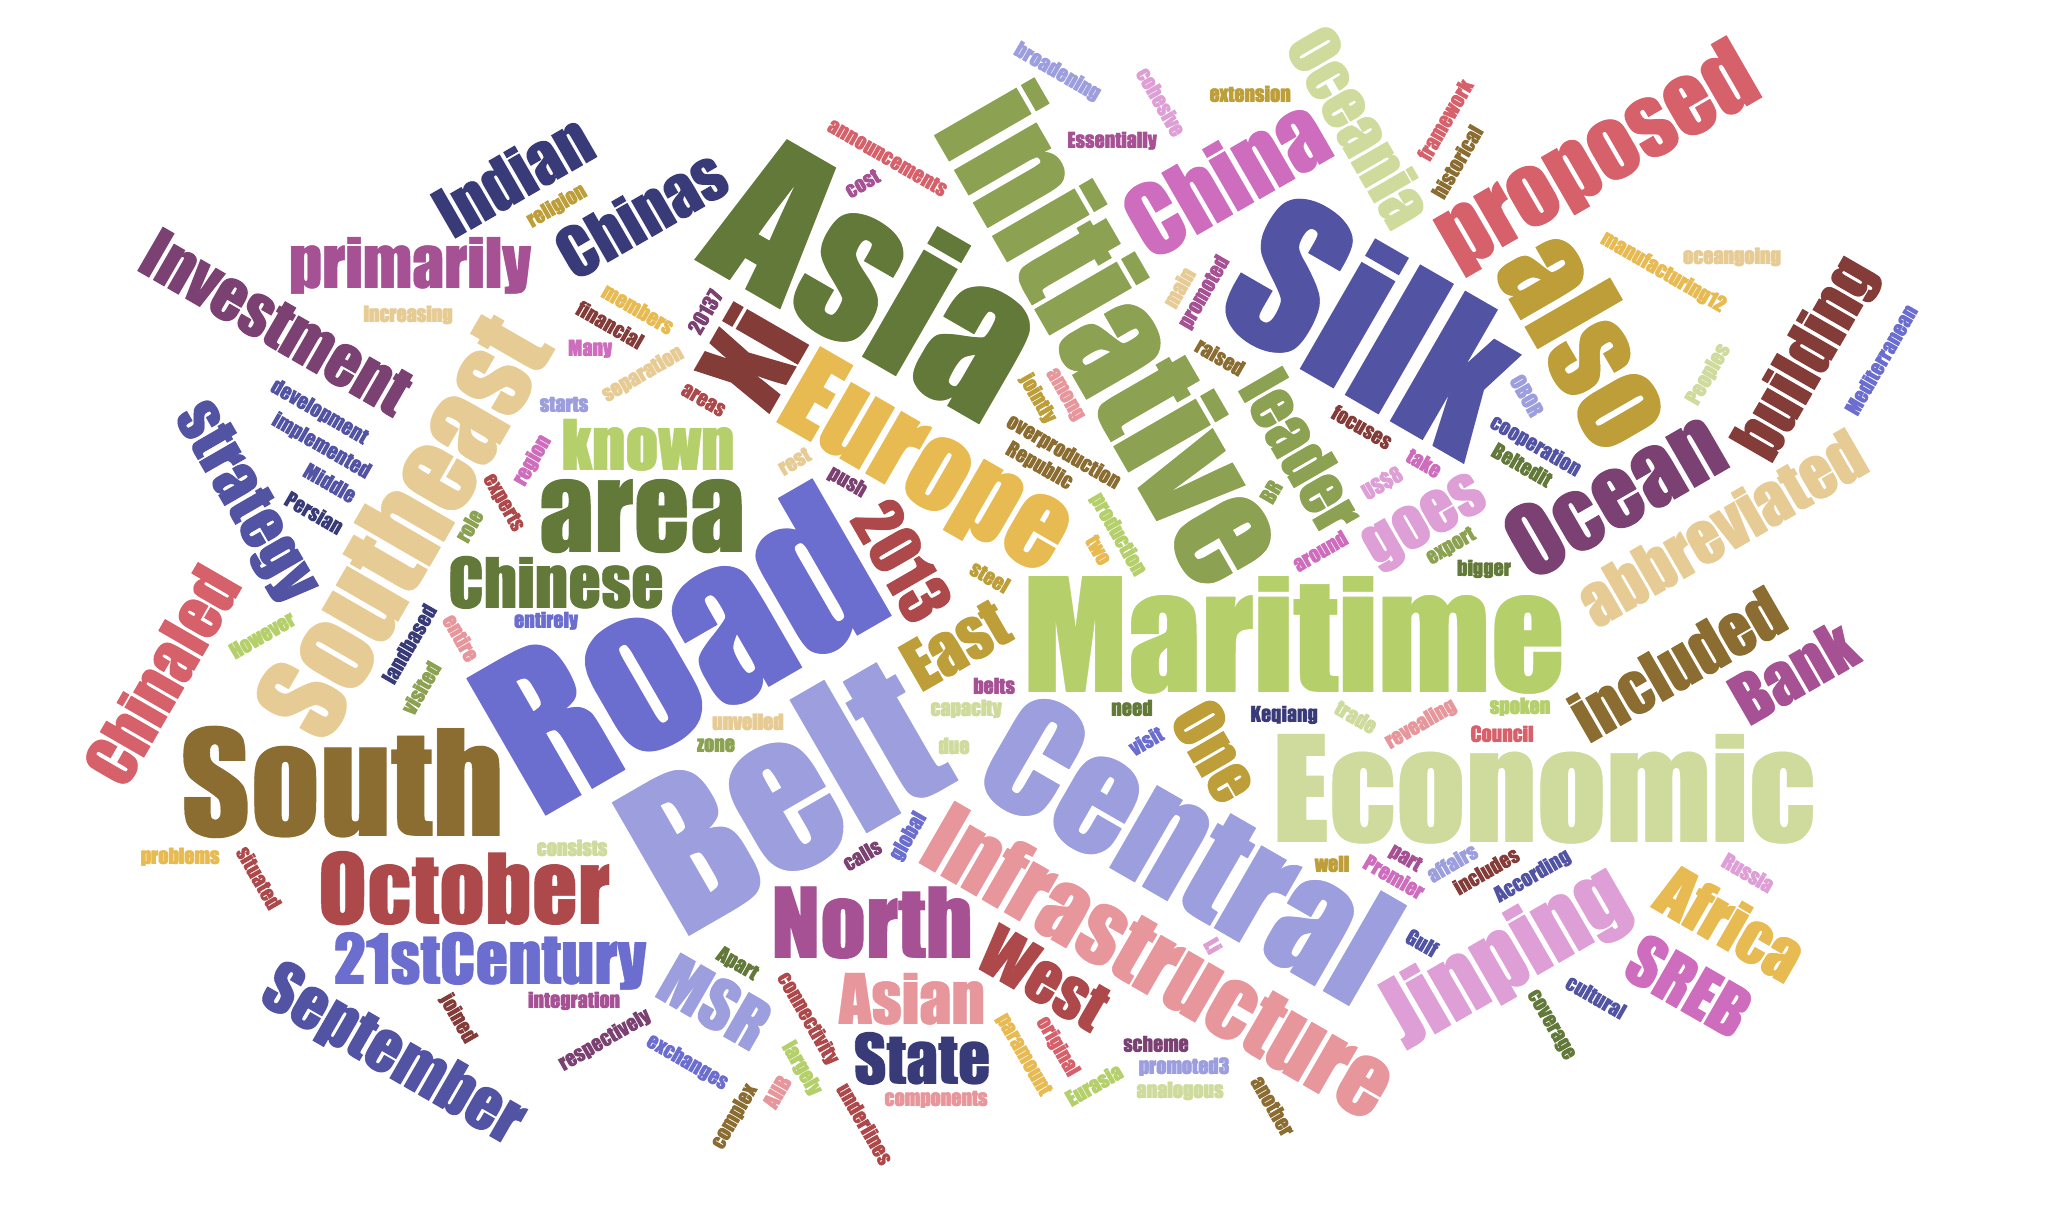 broadening
cohesive
extension
Oceania
framework
historical
proposed
Essentially
announcements
cost
Initiative
China
Indian
religion
Chinas
Asia
Silk
also
manufacturing12
oceangoing
Investment
primarily
increasing
members
financial
Many
20137
Xi
main
promoted
building
Mediterranean
Southeast
separation
areas
starts
Europe
jointly
among
raised
leader
focuses
OBOR
Peoples
development
implemented
Middle
Persian
strategy
known
region
experts
role
area
rest
push
overproduction
Republic
BR
US$8
take
cooperation
Beltedit
Ocean
abbreviated
Chinese
entirely
2013
production
two
steel
around
goes
export
bigger
Chinaled
However
landbased
visited
entire
Road
East
Maritime
included
Bank
belts
capacity
need
Keqiang
trade
revealing
spoken
Council
South
unveiled
zone
Belt
due
Central
visit
One
Economic
problems
situated
consists
October
calls
global
Infrastructure
well
part
Premier
affairs
includes
According
Russia
Africa
21stCentury
North
West
u
Gulf
Jinping
SREB
September
joined
integration
MSR
Apart
connectivity
Asian
coverage
cultural
respectively
exchanges
State
paramount
original
scheme
promoted3
analogous
Eurasia
another
complex
AIIB
largely
underlines
components